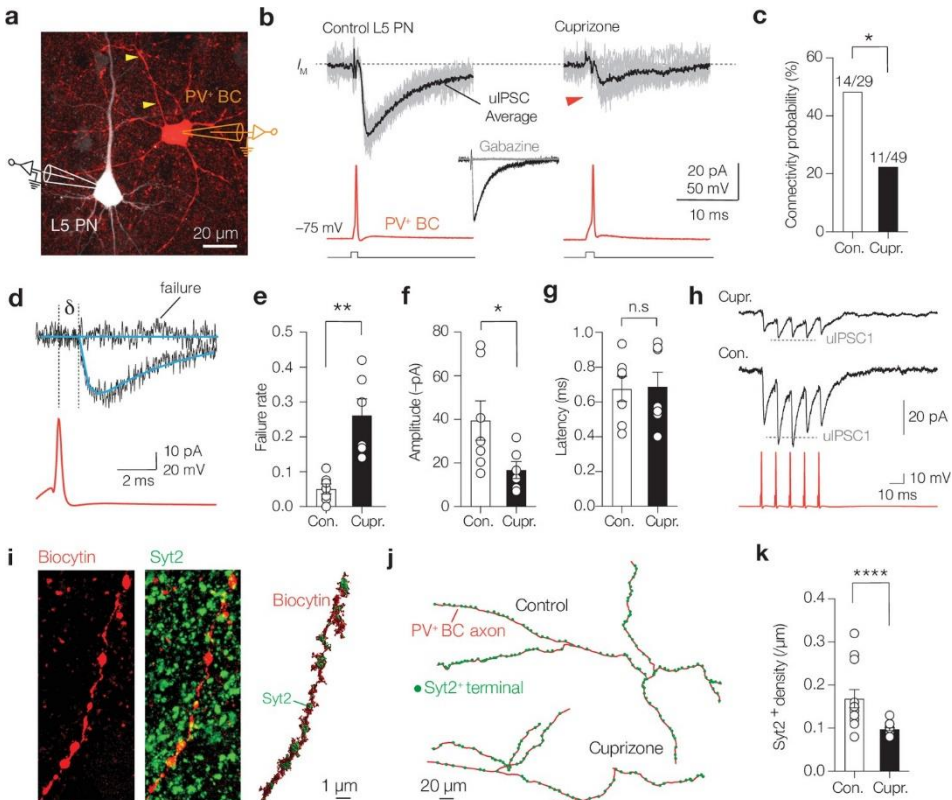 a
PV⁺ BC
L5 PN
20 µm
b
Control L5 PN
Cuprizone
I_M
uIPSC
Average
Gabazine
20 pA
50 mV
10 ms
−75 mV
PV⁺ BC
c
*
60
40
20
0
Connectivity probability (%)
14/29
11/49
Con. Cupr.
d
δ
failure
10 pA
20 mV
2 ms
e
**
0.5
0.4
0.3
0.2
0.1
0.0
Failure rate
Con. Cupr.
f
*
80
60
40
20
0
Amplitude (−pA)
Con. Cupr.
g
n.s
1.0
0.8
0.6
0.4
0.2
0.0
Latency (ms)
Con. Cupr.
h
Cupr.
uIPSC1
Con.
20 pA
uIPSC1
10 mV
10 ms
i
Biocytin
Syt2
Biocytin
Syt2
1 µm
j
Control
PV⁺ BC axon
Syt2⁺ terminal
Cuprizone
20 µm
k
****
0.4
0.3
0.2
0.1
0.0
Syt2⁺ density (/µm)
Con. Cupr.